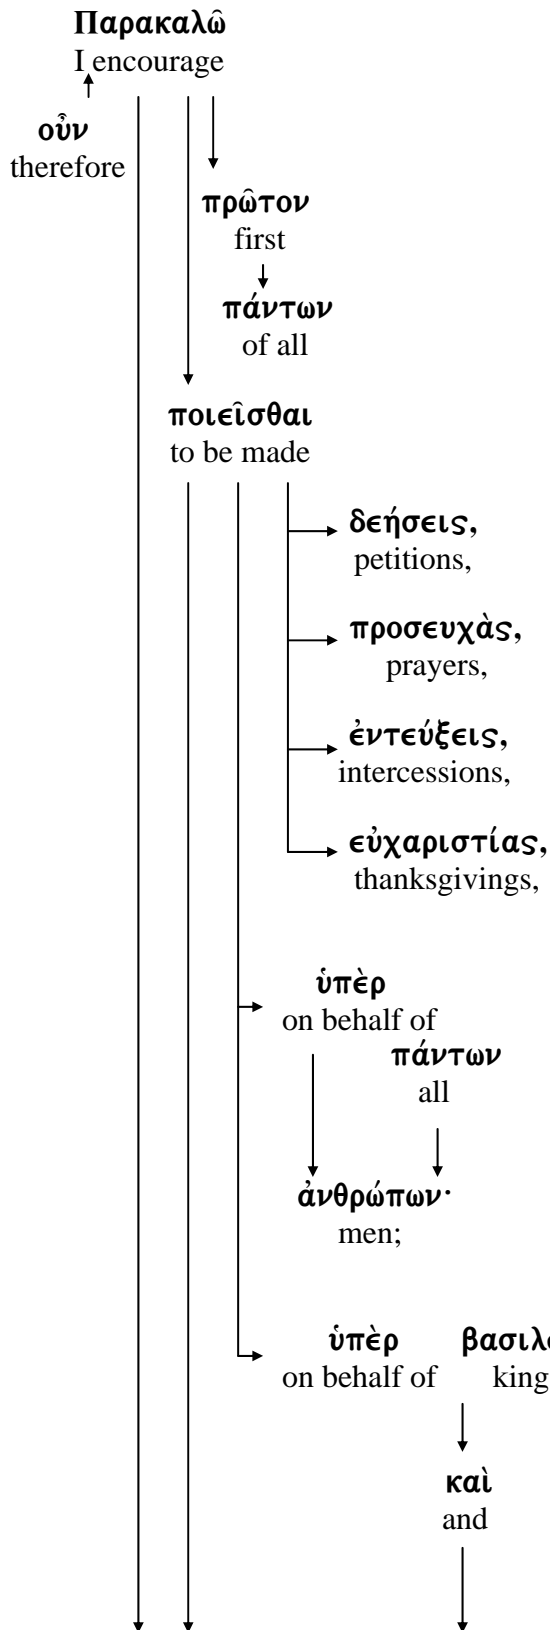 Παρακαλῶ
I encourage
οὖν
therefore
πρῶτον
first
πάντων
of all
ποιεῖσθαι
to be made
δεήσεις,
petitions,
προσευχὰς,
prayers,
ἐντεύξεις,
intercessions,
εὐχαριστίας,
thanksgivings,
ὑπὲρ
on behalf of
πάντων
all
ἀνθρώπων·
men;
ὑπὲρ
on behalf of king
καὶ
and